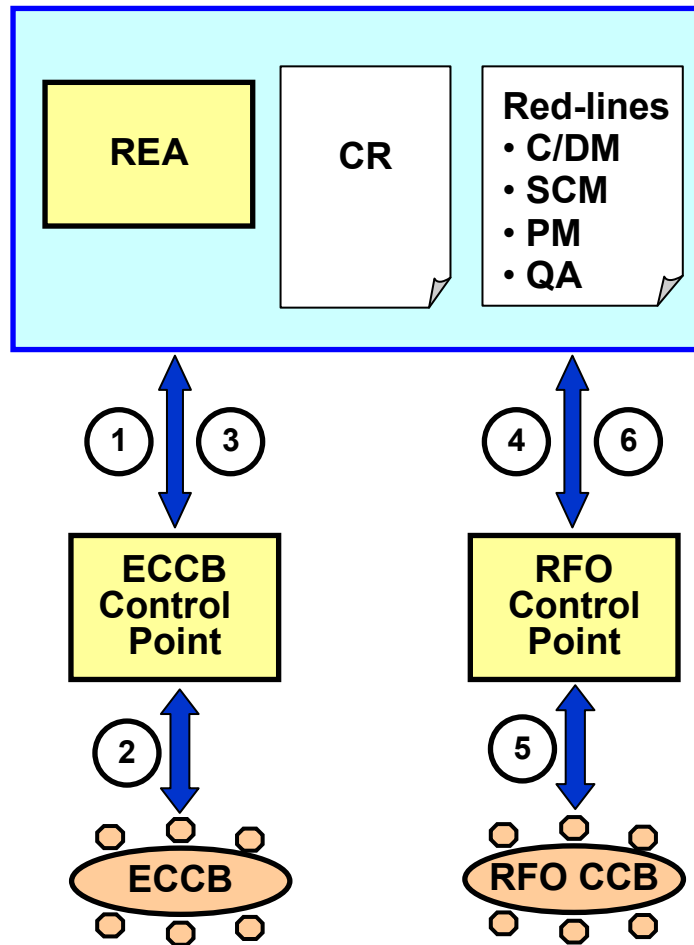 REA
CR
Red-lines
• C/DM
• SCM
• PM
• QA
1
3
4
6
ECCB
Control
Point
RFO
Control
Point
2
5
ECCB
RFO CCB